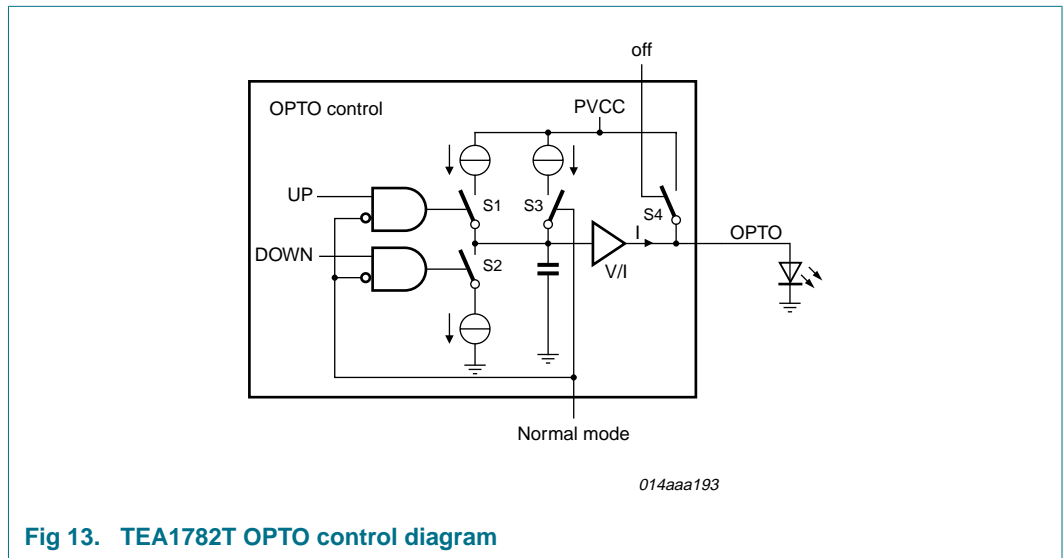 off
OPTO control
PVCC
UP
S1
S3
S4
I
OPTO
DOWN
S2
V/I
Normal mode
014aaa193
Fig 13. TEA1782T OPTO control diagram